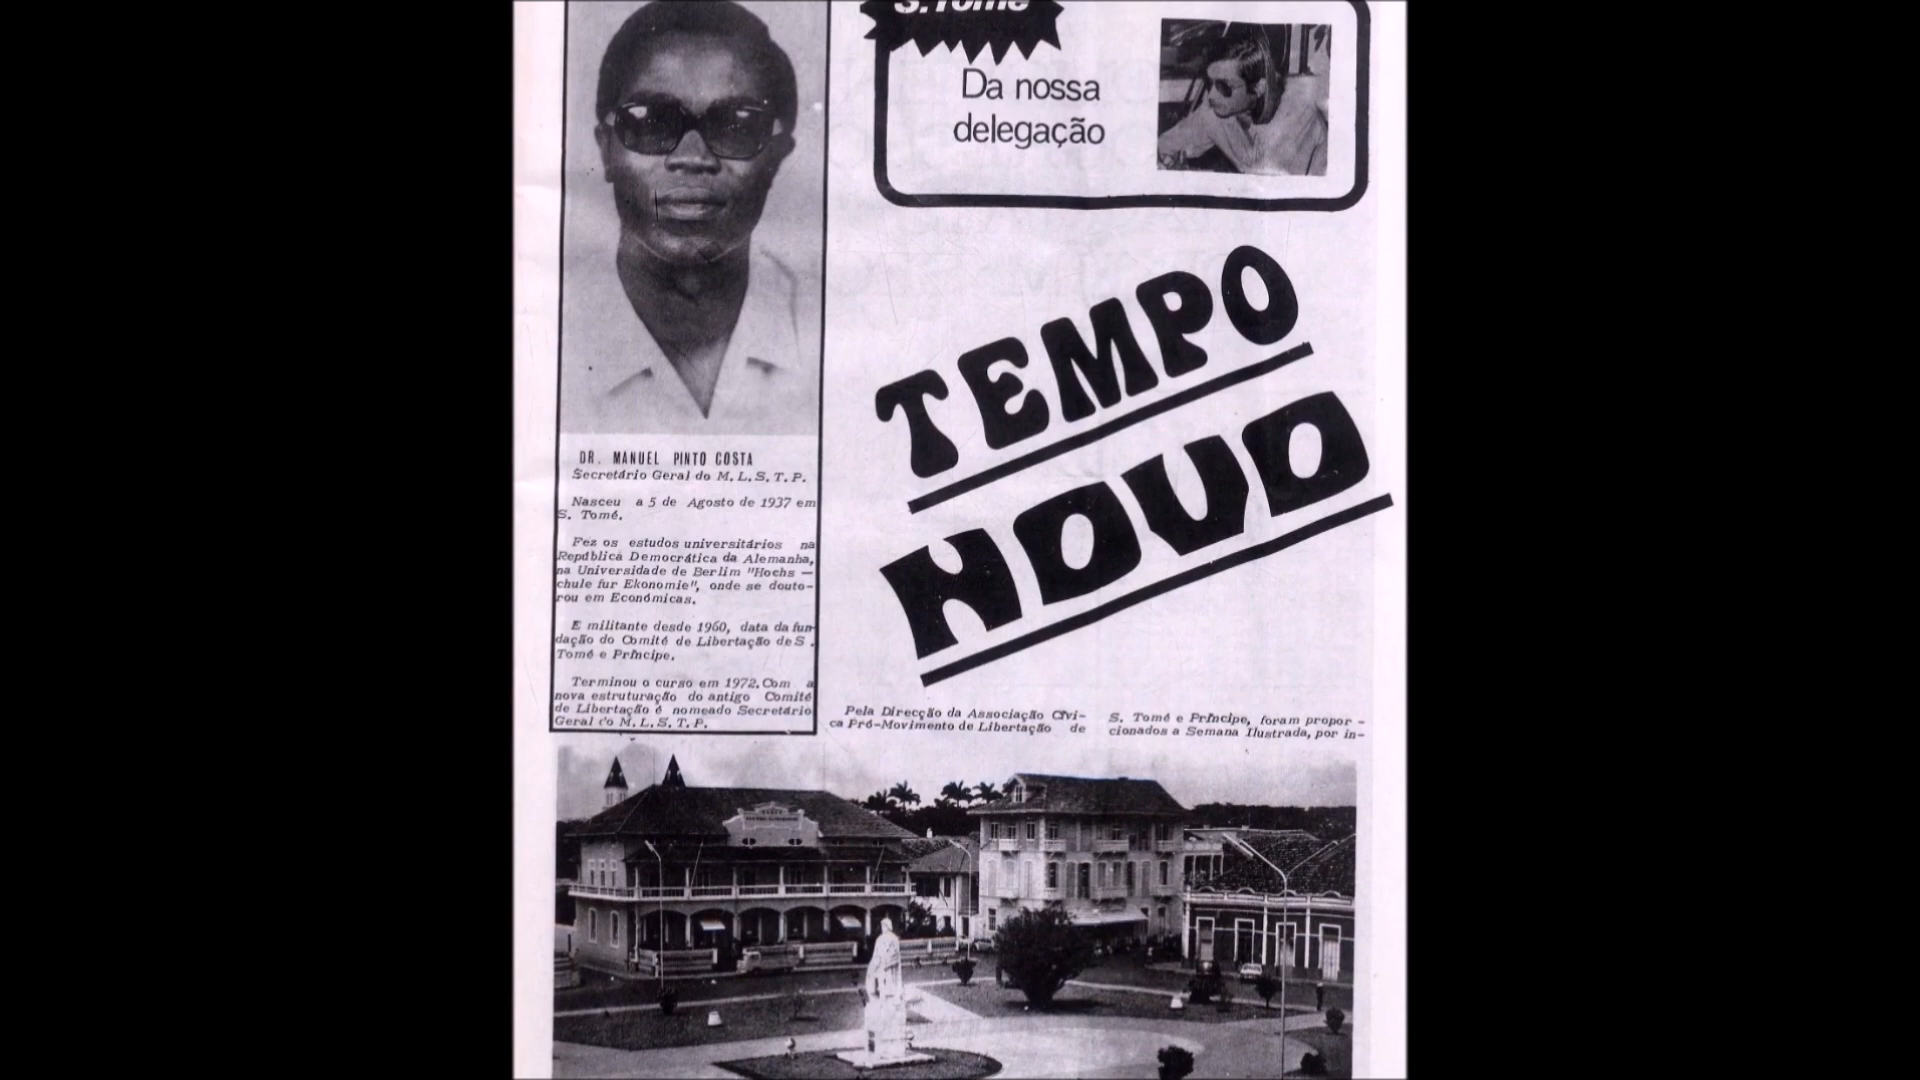 S. Tomé
Da nossa
delegação
TEMPO
NOVO
DR. MANUEL PINTO COSTA
Secretário Geral do M.L.S.T.P.
Nasceu a 5 de Agosto de 1937 em
S. Tomé.
Fez os estudos universitários na
República Democrática da Alemanha,
na Universidade de Berlim "Hochs —
chule fur Ekonomie", onde se douto-
rou em Económicas.
E militante desde 1960, data da fun
dação do Comité de Libertação de S .
Tomé e Príncipe.
Terminou o curso em 1972. Com a
nova estruturação do antigo Comité
de Libertação é nomeado Secretário
Geral do M.L.S.T.P.
Pela Direcção da Associação Cívi-
ca Pró-Movimento de Libertação de
S. Tomé e Príncipe, foram propor -
cionados a Semana Ilustrada, por in-